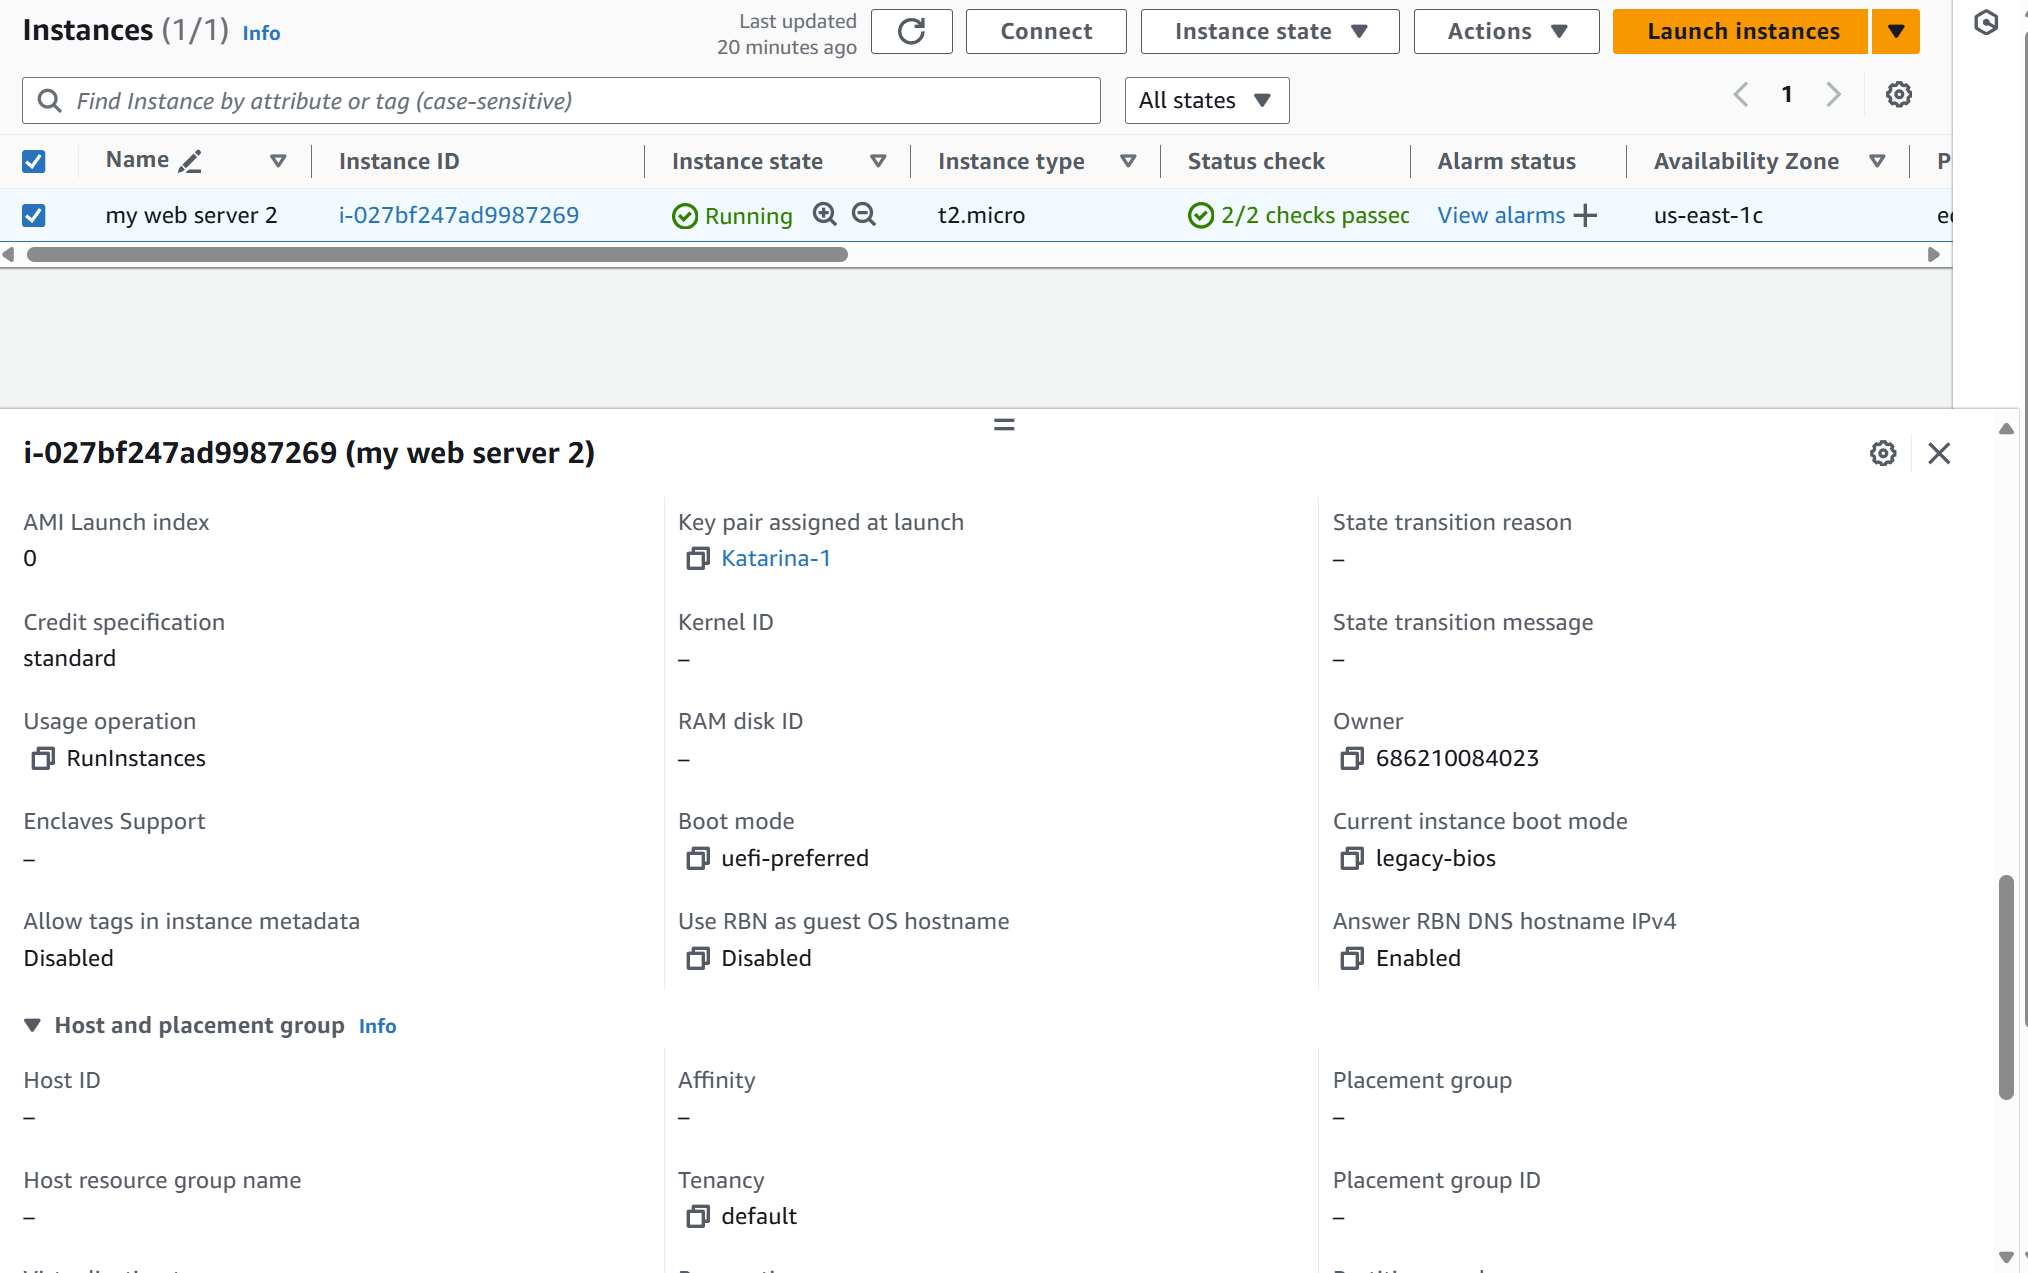 Instances (1/1) Info
Last updated
20 minutes ago
Connect
Instance state
Actions
Launch instances
Find Instance by attribute or tag (case-sensitive)
All states
1
Name
Instance ID
Instance state
Instance type
Status check
Alarm status
Availability Zone
my web server 2
i-027bf247ad9987269
Running
t2.micro
2/2 checks passec
View alarms
us-east-1c
i-027bf247ad9987269 (my web server 2)
AMI Launch index
0
Key pair assigned at launch
Katarina-1
State transition reason
–
Credit specification
standard
Kernel ID
–
State transition message
–
Usage operation
RunInstances
RAM disk ID
–
Owner
686210084023
Enclaves Support
–
Boot mode
uefi-preferred
Current instance boot mode
legacy-bios
Allow tags in instance metadata
Disabled
Use RBN as guest OS hostname
Disabled
Answer RBN DNS hostname IPv4
Enabled
Host and placement group Info
Host ID
–
Affinity
–
Placement group
–
Host resource group name
–
Tenancy
default
Placement group ID
–